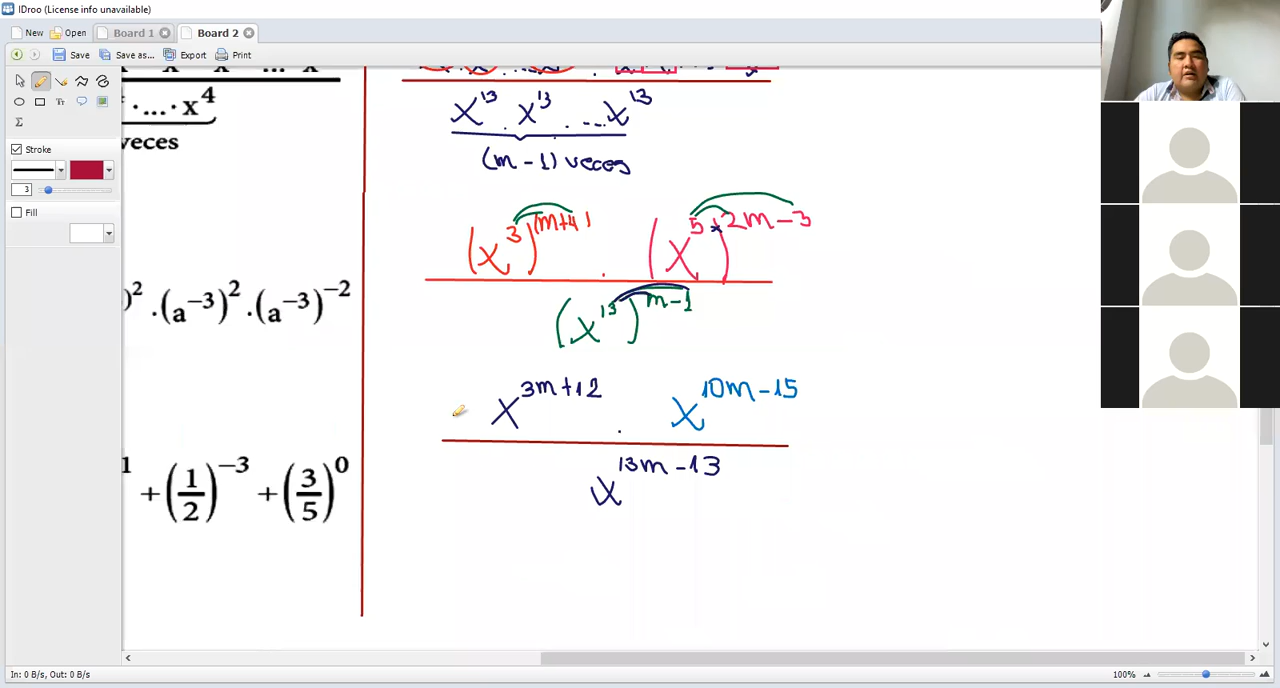 IDroo (License info unavailable)
New Open Board 1 Board 2
Save Save as... Export Print
Tt
Σ
Stroke
3
Fill
· ... · x⁴
veces
)² . (a⁻³)² . (a⁻³)⁻²
1 + (1/2)⁻³ + (3/5)⁰
x¹³ . x¹³ . ... x¹³
(m - 1) veces
(x³)^(m+4) . (x⁵)^2m-3
(x¹³)^m-1
x^3m+12 . x^10m-15
x^13m-13
In: 0 B/s, Out: 0 B/s 100%